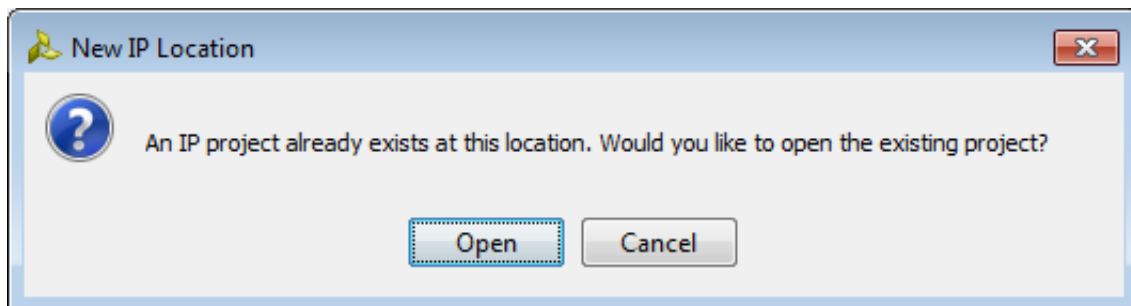 New IP Location
An IP project already exists at this location. Would you like to open the existing project?
Open
Cancel